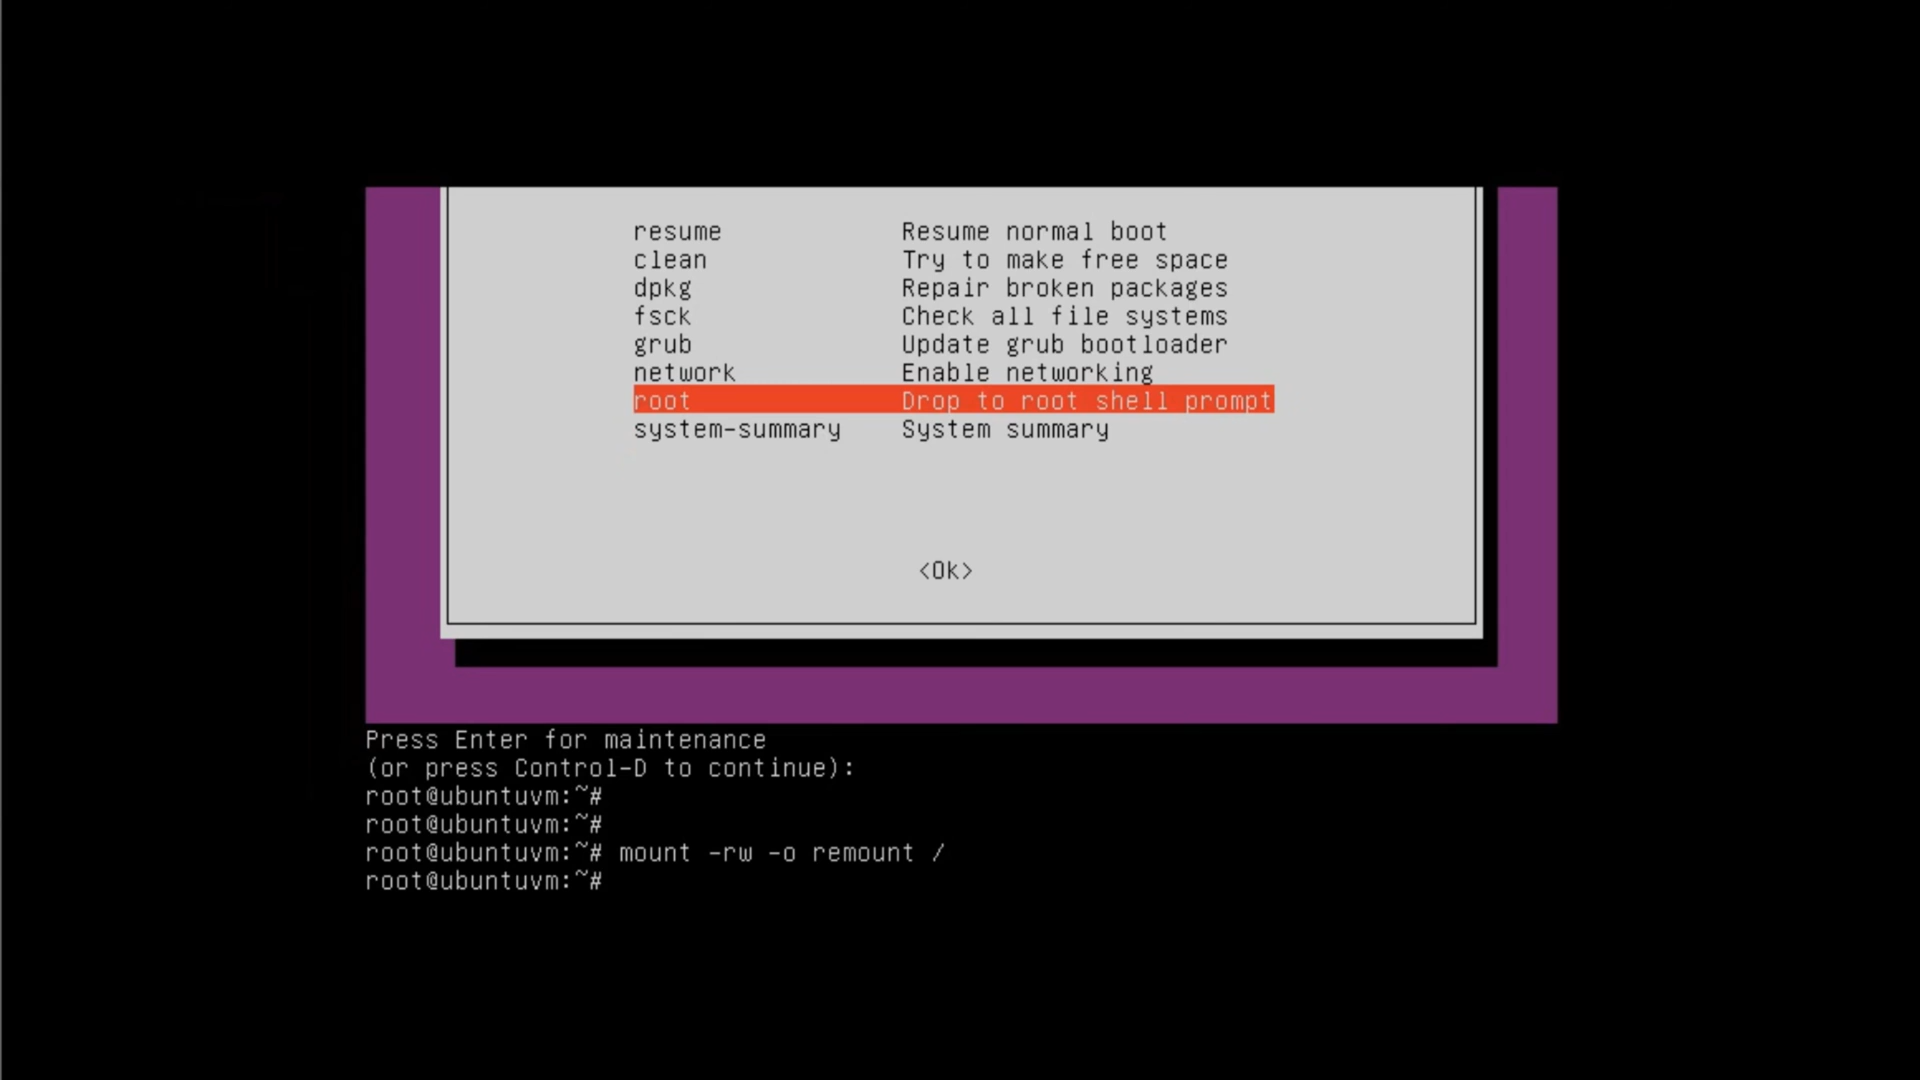 resume Resume normal boot
clean Try to make free space
dpkg Repair broken packages
fsck Check all file systems
grub Update grub bootloader
network Enable networking
root Drop to root shell prompt
system-summary System summary
<Ok>
Press Enter for maintenance
(or press Control-D to continue):
root@ubuntuvm:~#
root@ubuntuvm:~#
root@ubuntuvm:~# mount -rw -o remount /
root@ubuntuvm:~#